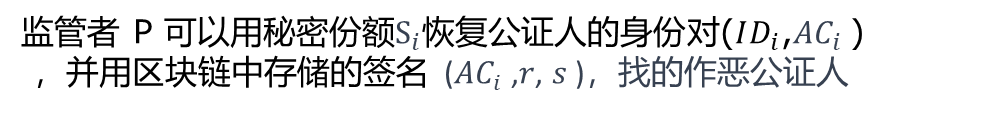 监管者 P 可以用秘密份额Sᵢ恢复公证人的身份对(IDᵢ,ACᵢ )
，并用区块链中存储的签名 (ACᵢ ,r, s )，找的作恶公证人